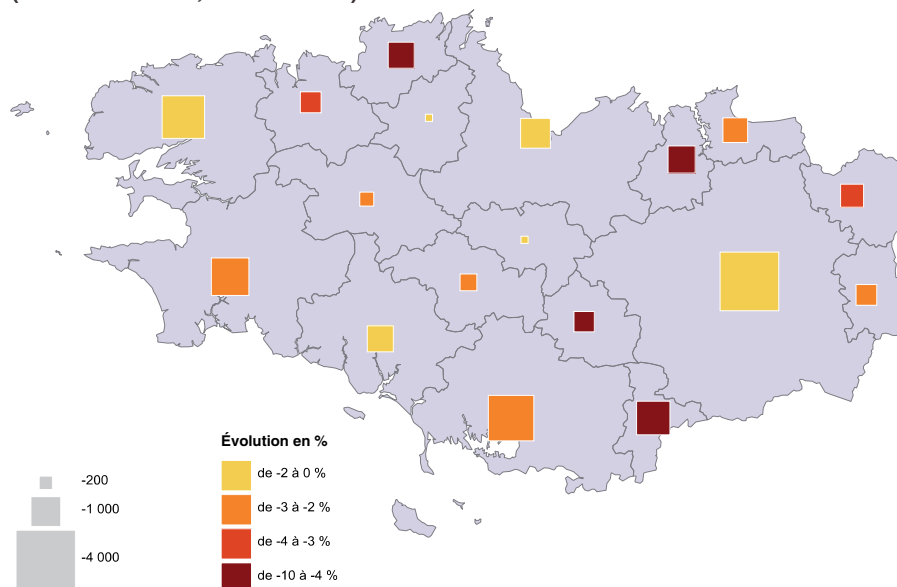 Évolution en %
de -2 à 0 %
de -3 à -2 %
de -4 à -3 %
de -10 à -4 %
-200
-1 000
-4 000